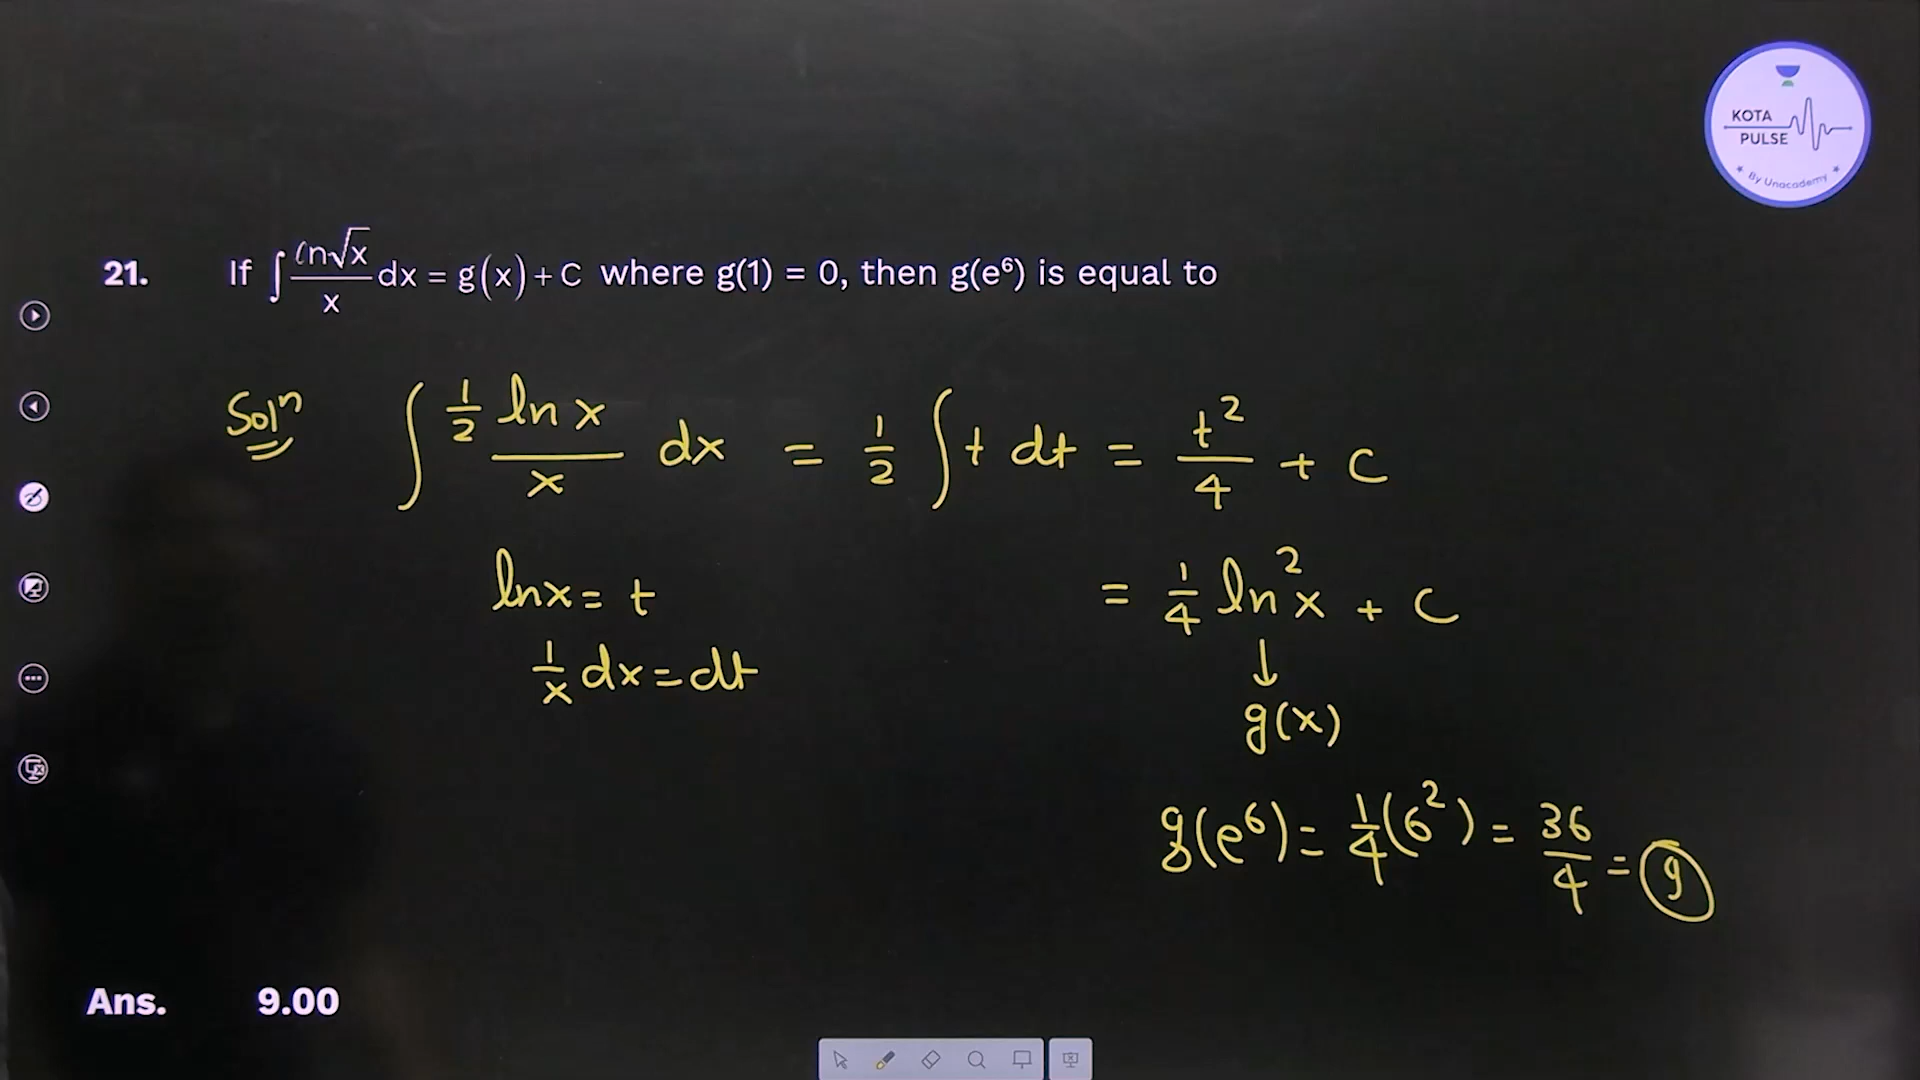 KOTA
PULSE
★ By Unacademy ★
21. If ∫ (ln√x)/x dx = g(x) + C where g(1) = 0, then g(e⁶) is equal to
Solⁿ ∫ (1/2 ln x)/x dx = 1/2 ∫ t dt = t²/4 + C
ln x = t
= 1/4 ln² x + C
1/x dx = dt
↓
g(x)
g(e⁶) = 1/4 (6²) = 36/4 = 9
Ans. 9.00